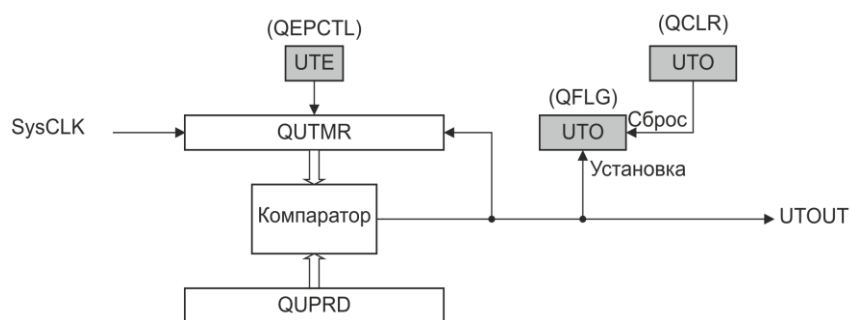 (QEPCTL)
UTE
(QCLR)
UTO
(QFLG)
UTO
Сброс
SysCLK
QUTMR
Установка
Компаратор
UTOUT
QUPRD